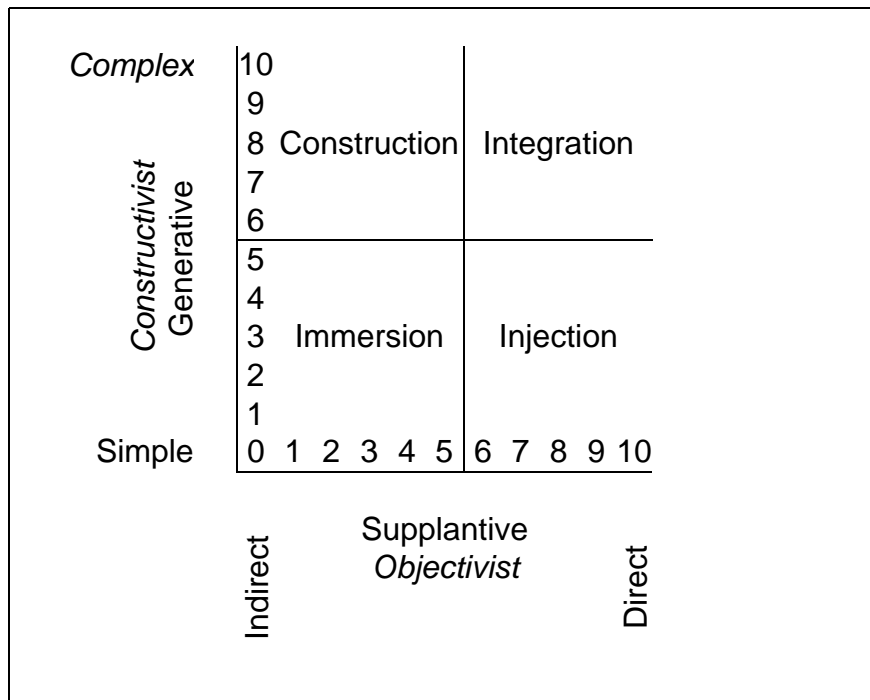 Complex 10
9
8 Construction Integration
7
6
Constructivist
Generative
5
4
3 Immersion Injection
2
1
Simple 0 1 2 3 4 5 6 7 8 9 10
Supplantive
Objectivist
Indirect
Direct